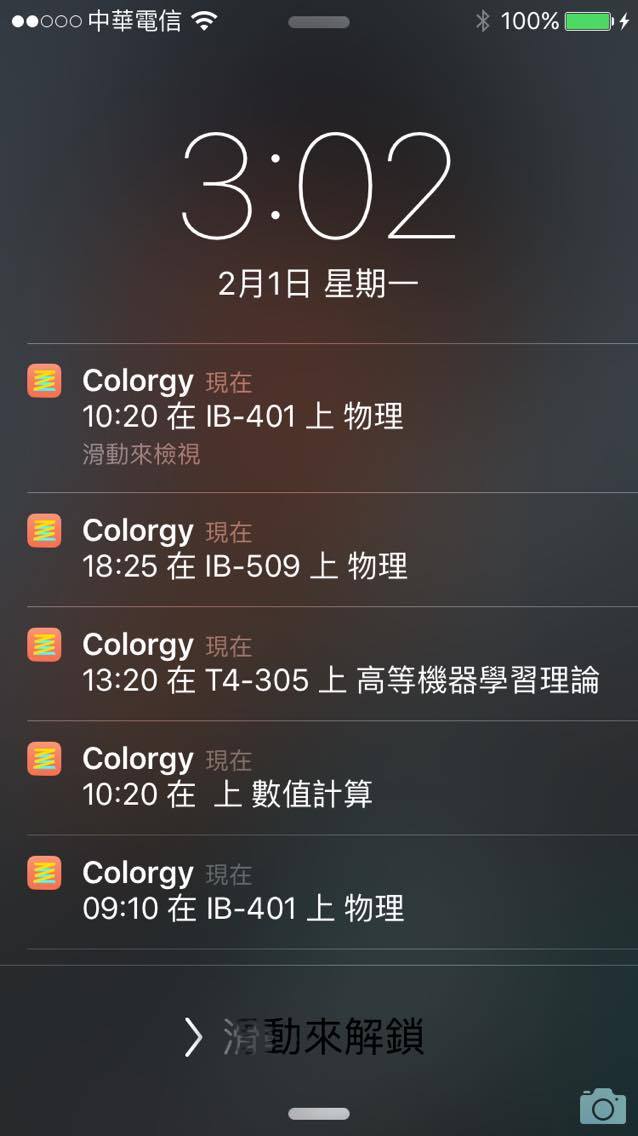 中華電信
100%
3:02
2月1日 星期一
Colorgy 現在
10:20 在 IB-401 上 物理
滑動來檢視
Colorgy 現在
18:25 在 IB-509 上 物理
Colorgy 現在
13:20 在 T4-305 上 高等機器學習理論
Colorgy 現在
10:20 在  上 數值計算
Colorgy 現在
09:10 在 IB-401 上 物理
滑動來解鎖